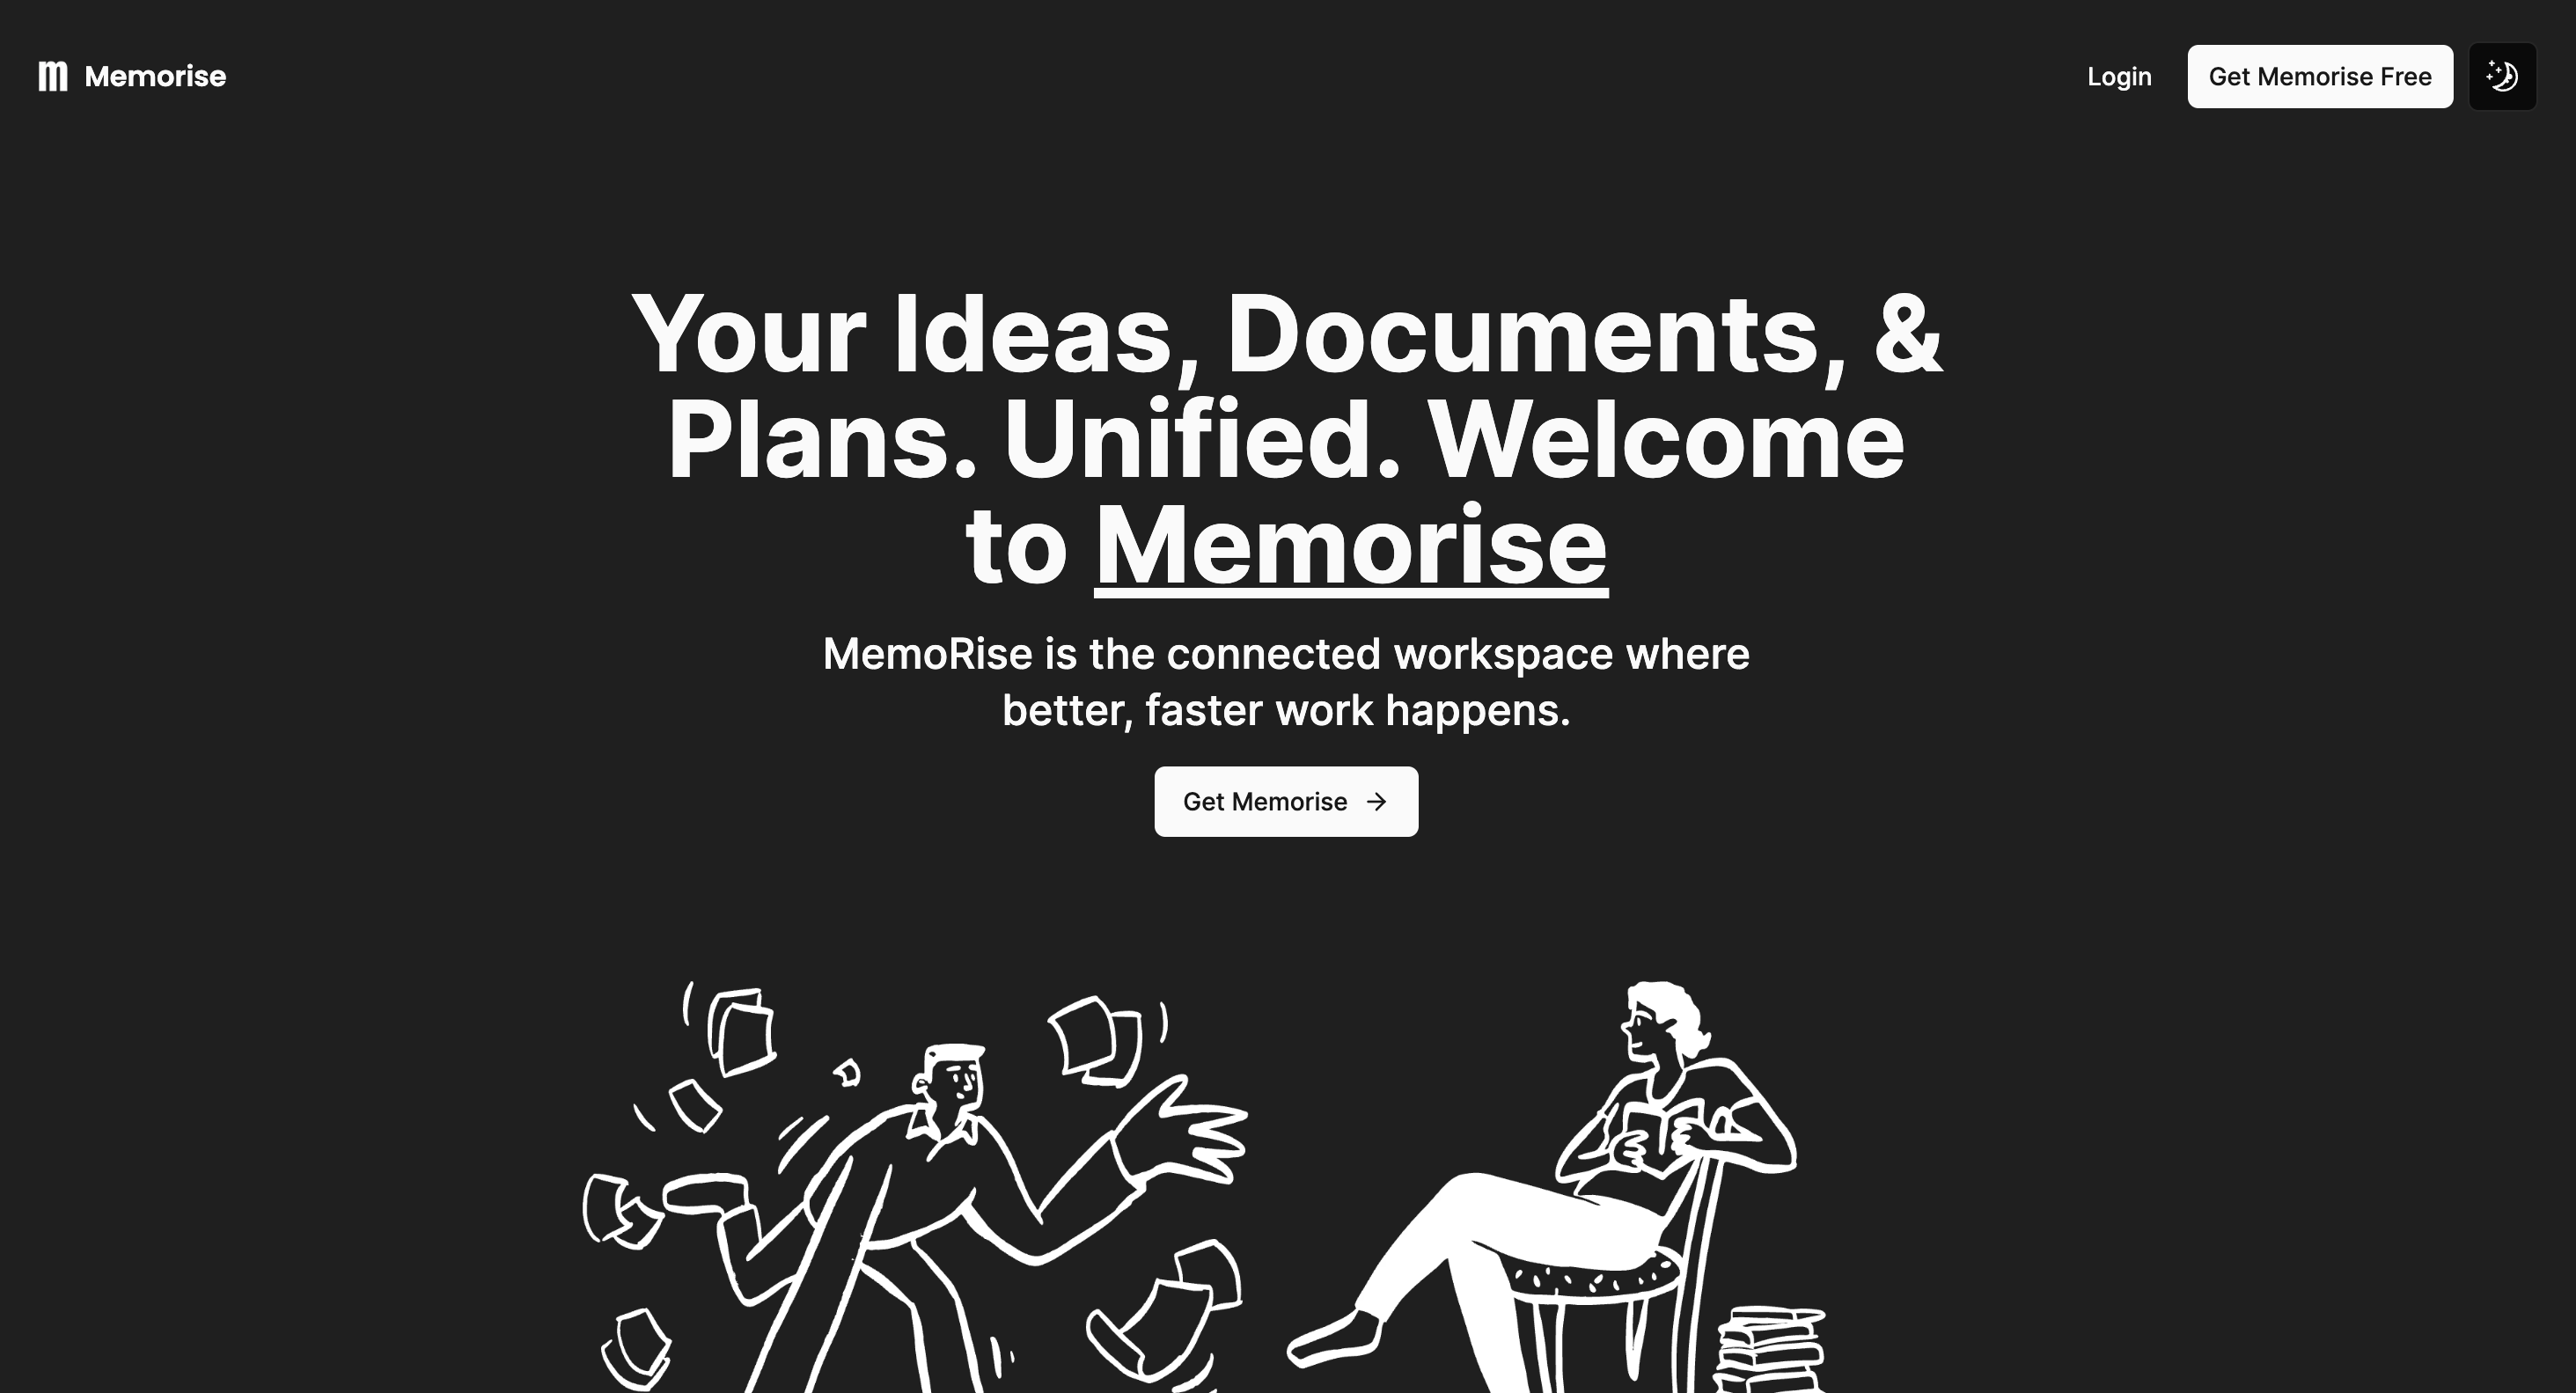 Memorise
Login
Get Memorise Free
Your Ideas, Documents, &
Plans. Unified. Welcome
to Memorise
MemoRise is the connected workspace where
better, faster work happens.
Get Memorise